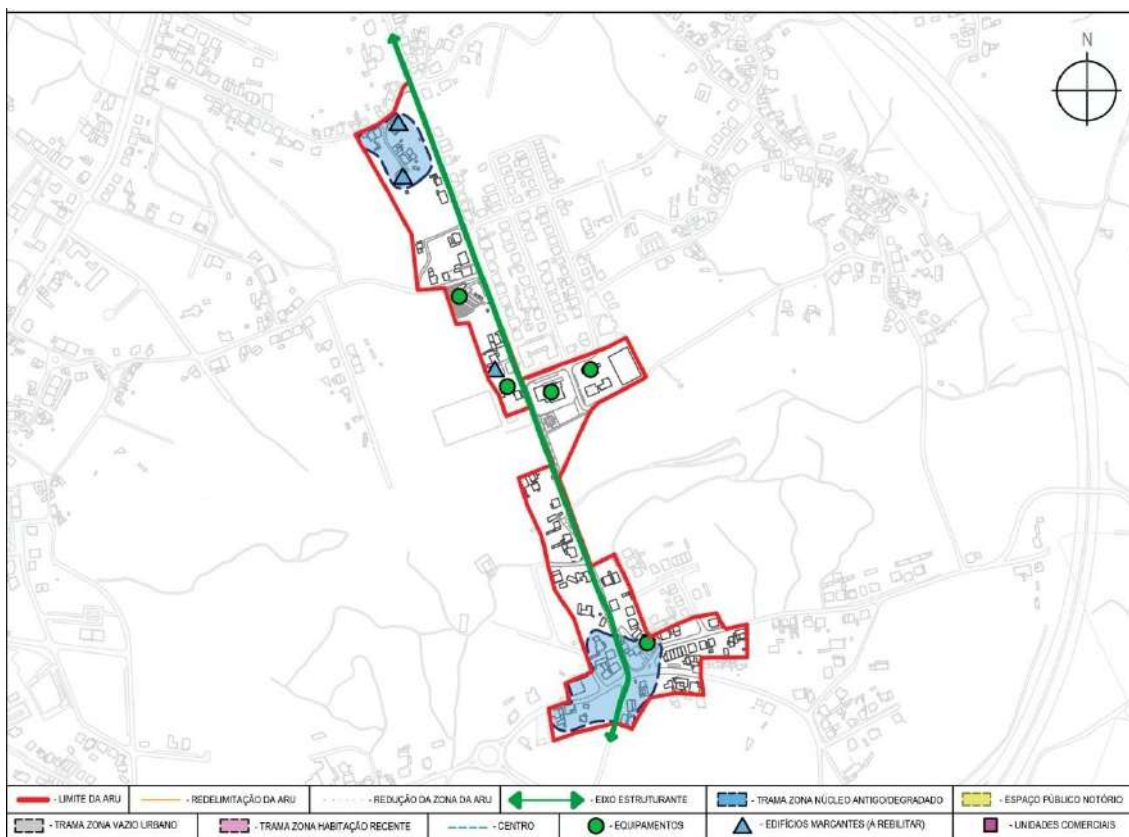 N
- LIMITE DA ARU - REDELIMITAÇÃO DA ARU - REDUÇÃO DA ZONA DA ARU - EIXO ESTRUTURANTE - TRAMA ZONA NÚCLEO ANTIGO/DEGRADADO - ESPAÇO PÚBLICO NOTÓRIO
- TRAMA ZONA VAZIO URBANO - TRAMA ZONA HABITAÇÃO RECENTE - CENTRO - EQUIPAMENTOS - EDIFÍCIOS MARCANTES (A REBILITAR) - UNIDADES COMERCIAIS